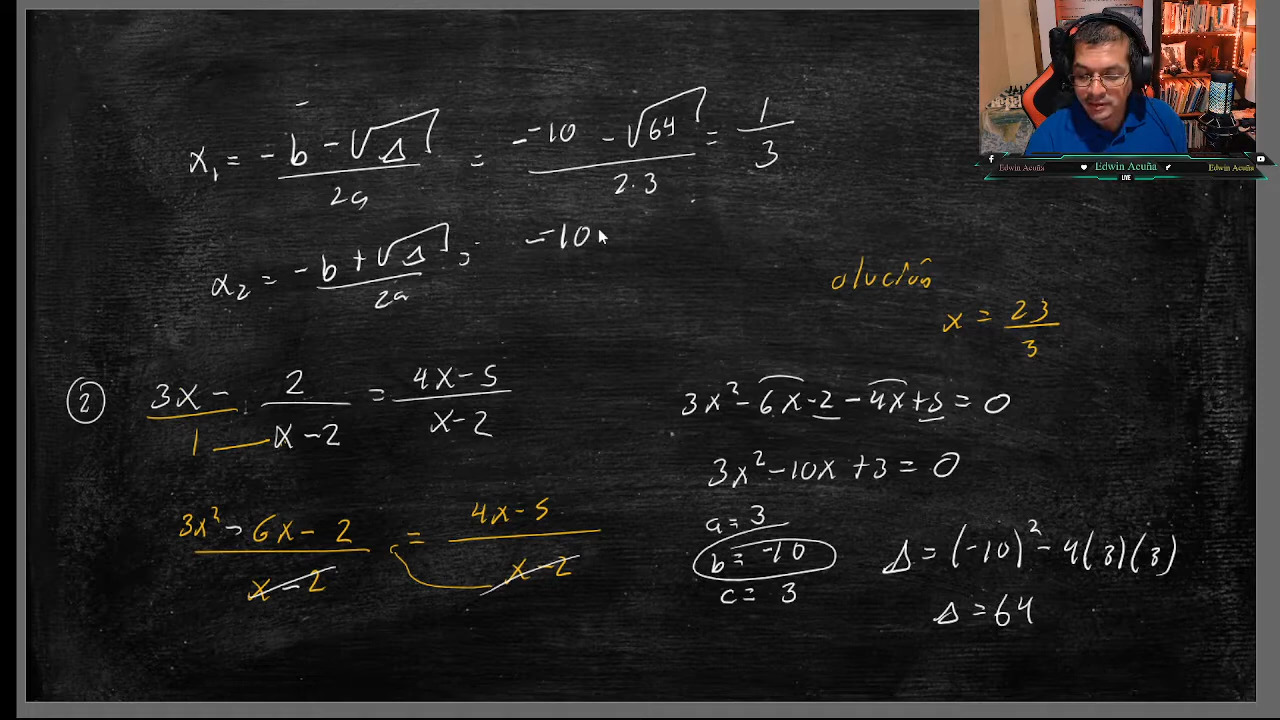 x₁ = -b - √Δ / 2a = --10 - √64 / 2.3 = 1/3
x₂ = -b + √Δ / 2a = --10
olución
x = 23/3
② 3x/1 - 2/(x-2) = (4x-5)/(x-2)
3x² - 6x - 2 - 4x + 5 = 0
3x² - 10x + 3 = 0
(3x² - 6x - 2)/(x-2) = (4x-5)/(x-2)
a = 3
b = -10
c = 3
Δ = (-10)² - 4(3)(3)
Δ = 64
Edwin Acuña
Edwin Acuña
Edwin Acuña
LIVE